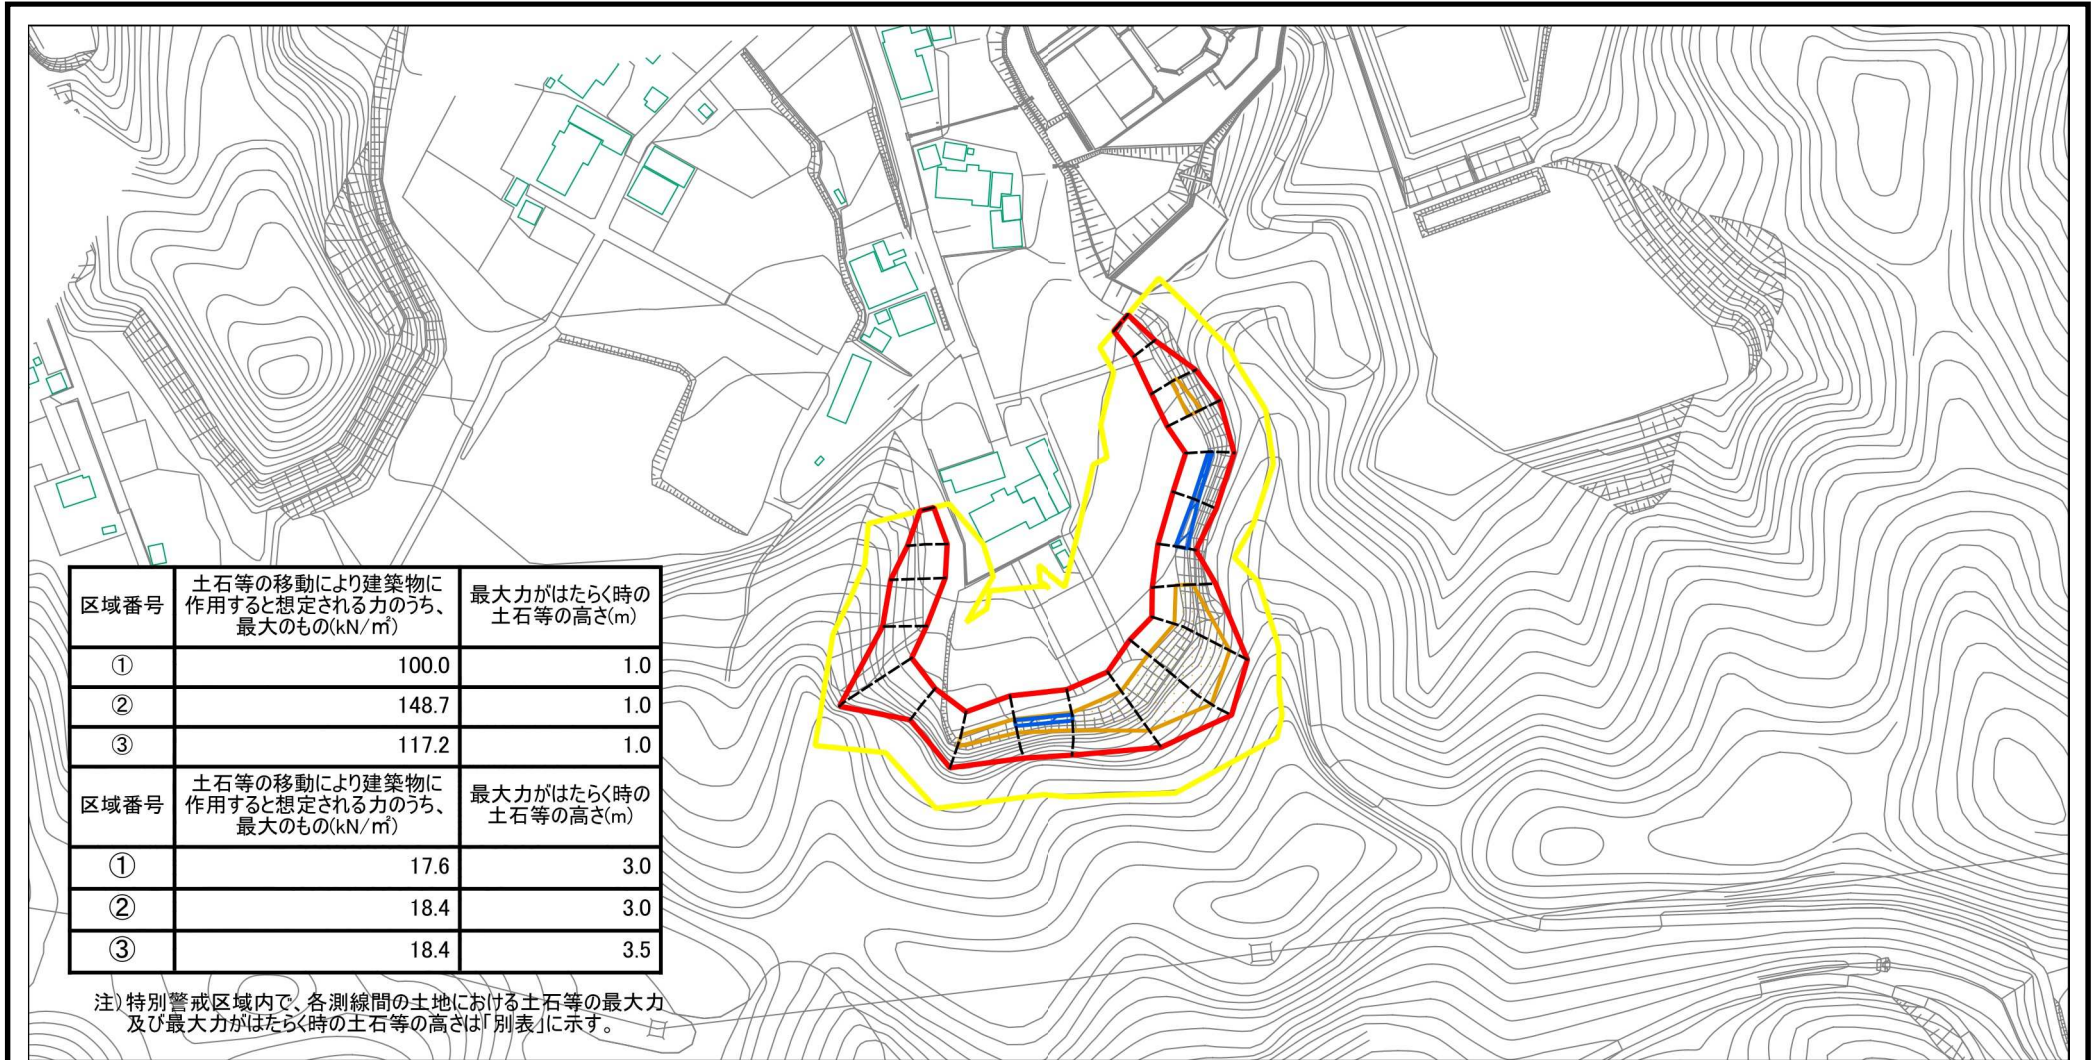 区域番号
土石等の移動により建築物に
作用すると想定される力のうち、
最大のもの(kN/㎡)
最大力がはたらく時の
土石等の高さ(m)
① 100.0 1.0
② 148.7 1.0
③ 117.2 1.0
区域番号
土石等の移動により建築物に
作用すると想定される力のうち、
最大のもの(kN/㎡)
最大力がはたらく時の
土石等の高さ(m)
① 17.6 3.0
② 18.4 3.0
③ 18.4 3.5
注)特別警戒区域内で、各測線間の土地における土石等の最大力
及び最大力がはたらく時の土石等の高さは「別表」に示す。